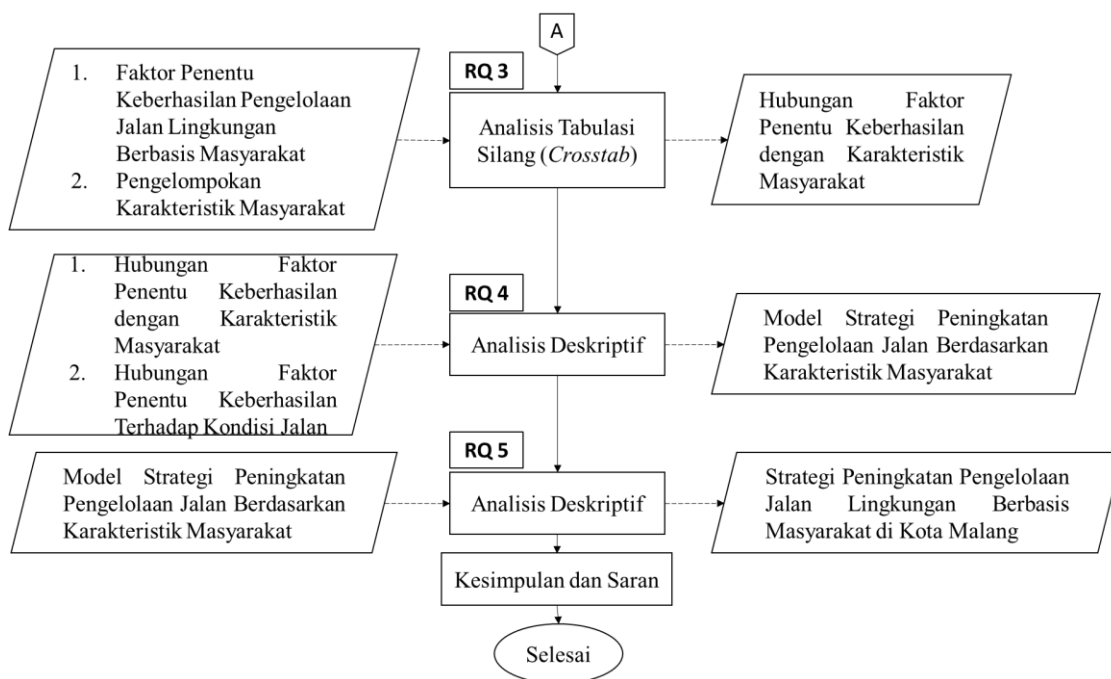 A
1. Faktor Penentu
Keberhasilan Pengelolaan
Jalan Lingkungan
Berbasis Masyarakat
2. Pengelompokan
Karakteristik Masyarakat
RQ 3
Analisis Tabulasi
Silang (Crosstab)
Hubungan Faktor
Penentu Keberhasilan
dengan Karakteristik
Masyarakat
1. Hubungan Faktor
Penentu Keberhasilan
dengan Karakteristik
Masyarakat
2. Hubungan Faktor
Penentu Keberhasilan
Terhadap Kondisi Jalan
RQ 4
Analisis Deskriptif
Model Strategi Peningkatan
Pengelolaan Jalan Berdasarkan
Karakteristik Masyarakat
Model Strategi Peningkatan
Pengelolaan Jalan Berdasarkan
Karakteristik Masyarakat
RQ 5
Analisis Deskriptif
Strategi Peningkatan Pengelolaan
Jalan Lingkungan Berbasis
Masyarakat di Kota Malang
Kesimpulan dan Saran
Selesai